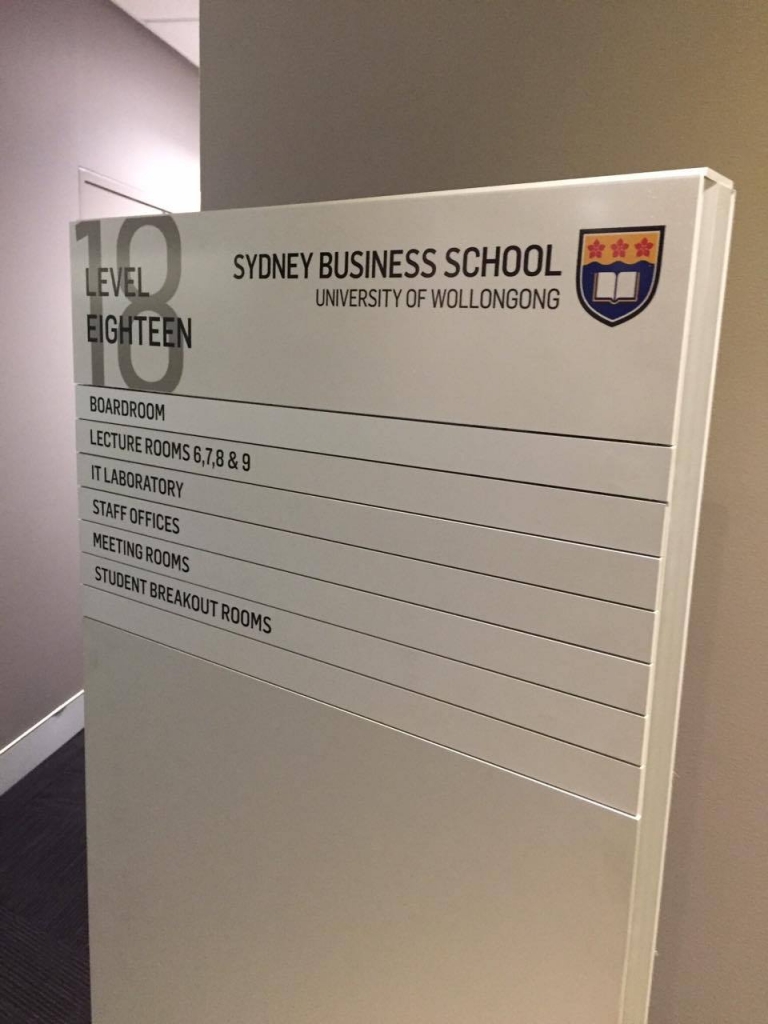 18
LEVEL
EIGHTEEN
SYDNEY BUSINESS SCHOOL
UNIVERSITY OF WOLLONGONG
BOARDROOM
LECTURE ROOMS 6,7,8 & 9
IT LABORATORY
STAFF OFFICES
MEETING ROOMS
STUDENT BREAKOUT ROOMS